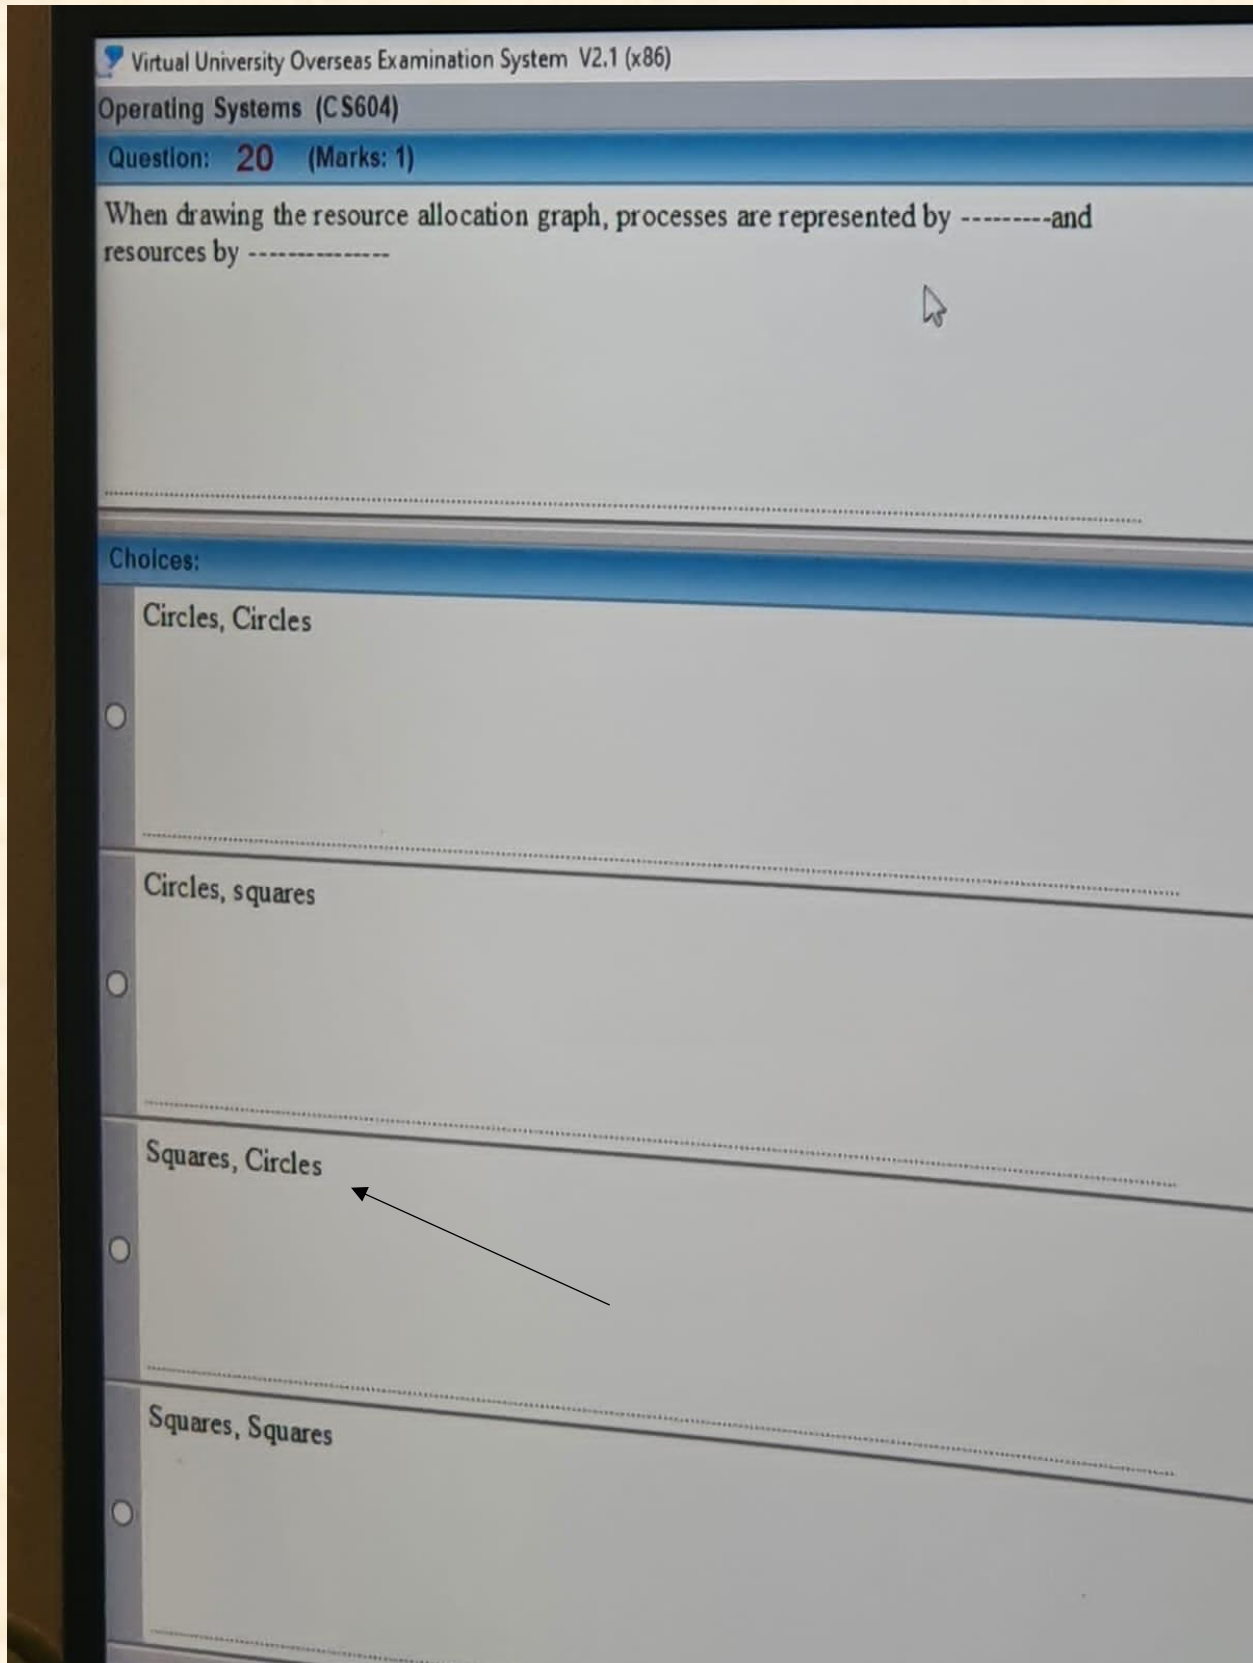 Virtual University Overseas Examination System V2.1 (x86)
Operating Systems (CS604)
Question: 20 (Marks: 1)
When drawing the resource allocation graph, processes are represented by ---------and
resources by --------------
Choices:
Circles, Circles
Circles, squares
Squares, Circles
Squares, Squares